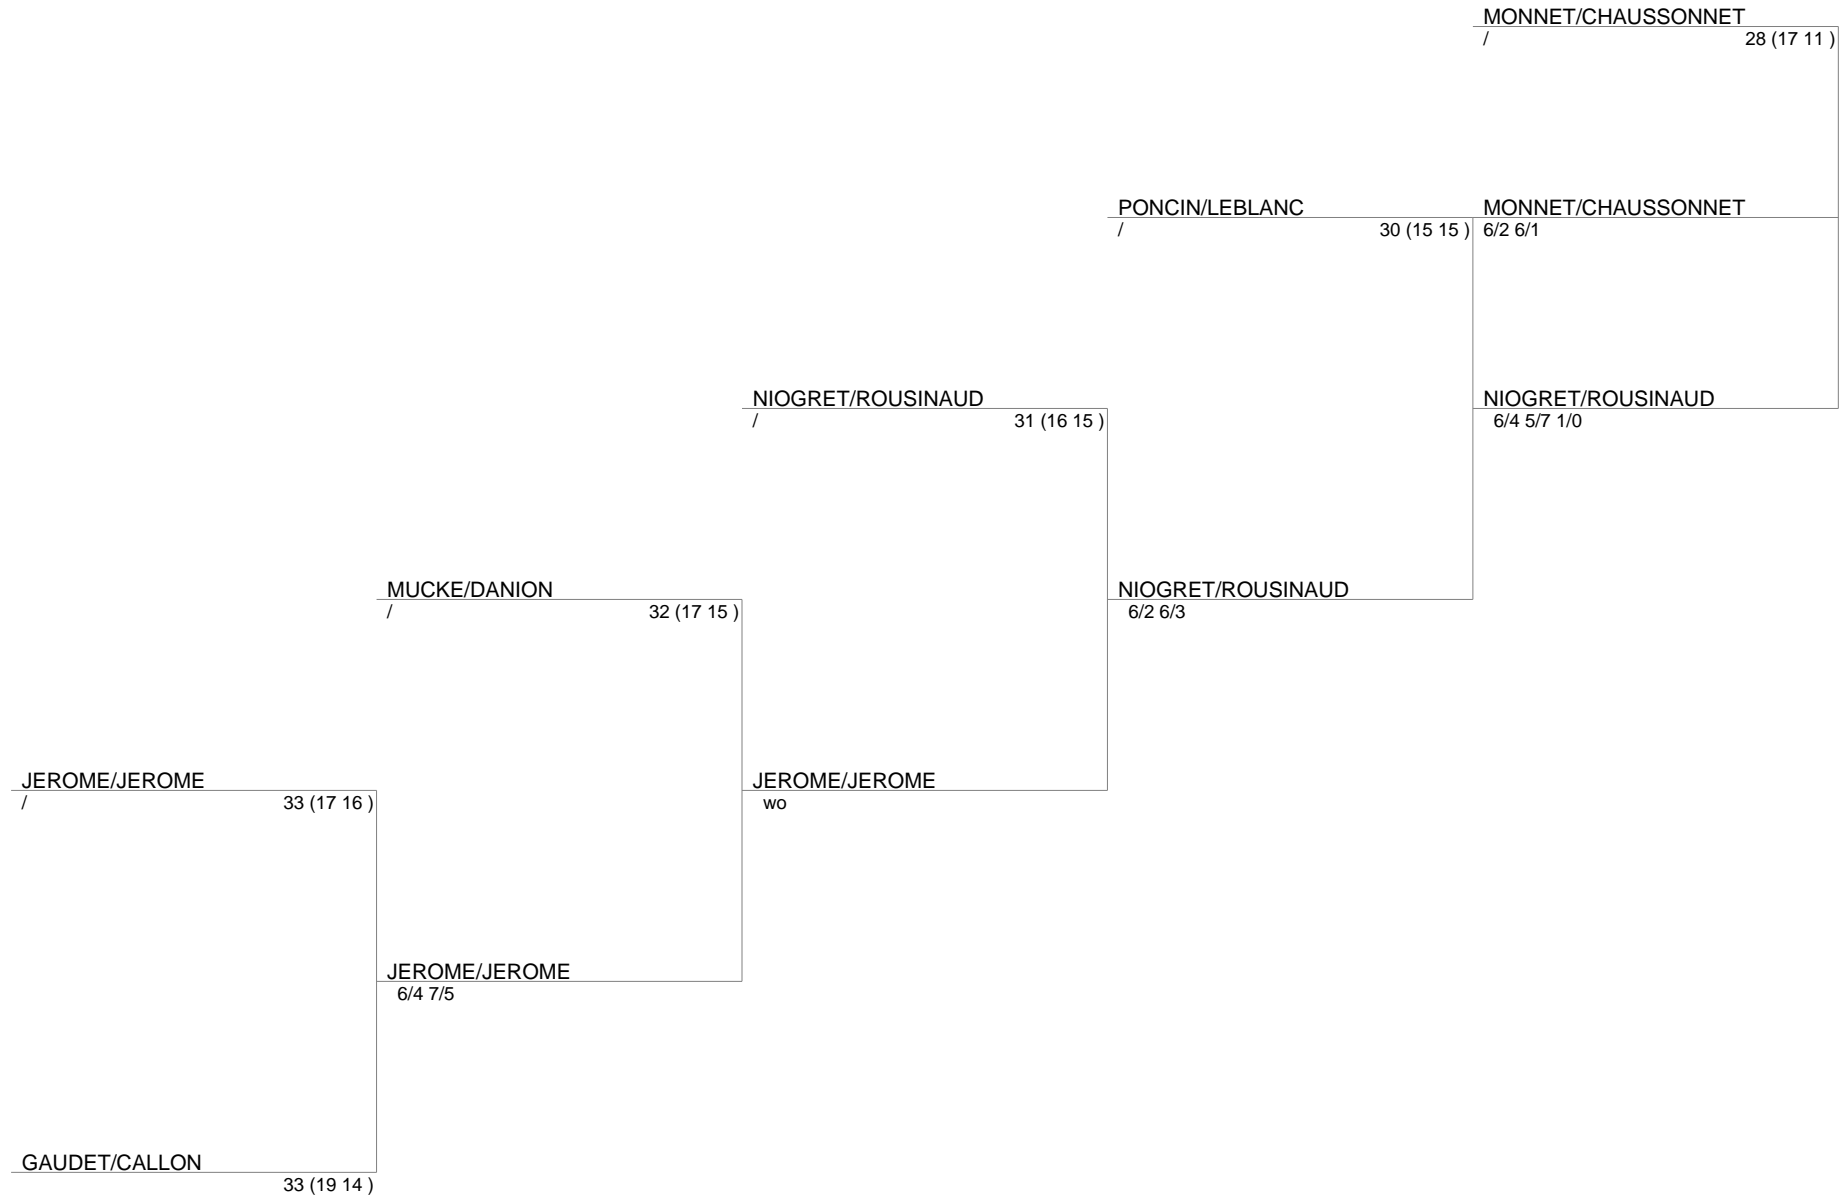 MONNET/CHAUSSONNET
/ 28 (17 11 )
PONCIN/LEBLANC MONNET/CHAUSSONNET
/ 30 (15 15 ) 6/2 6/1
NIOGRET/ROUSINAUD NIOGRET/ROUSINAUD
/ 31 (16 15 ) 6/4 5/7 1/0
MUCKE/DANION NIOGRET/ROUSINAUD
/ 32 (17 15 ) 6/2 6/3
JEROME/JEROME JEROME/JEROME
/ 33 (17 16 ) wo
JEROME/JEROME
6/4 7/5
GAUDET/CALLON
33 (19 14 )